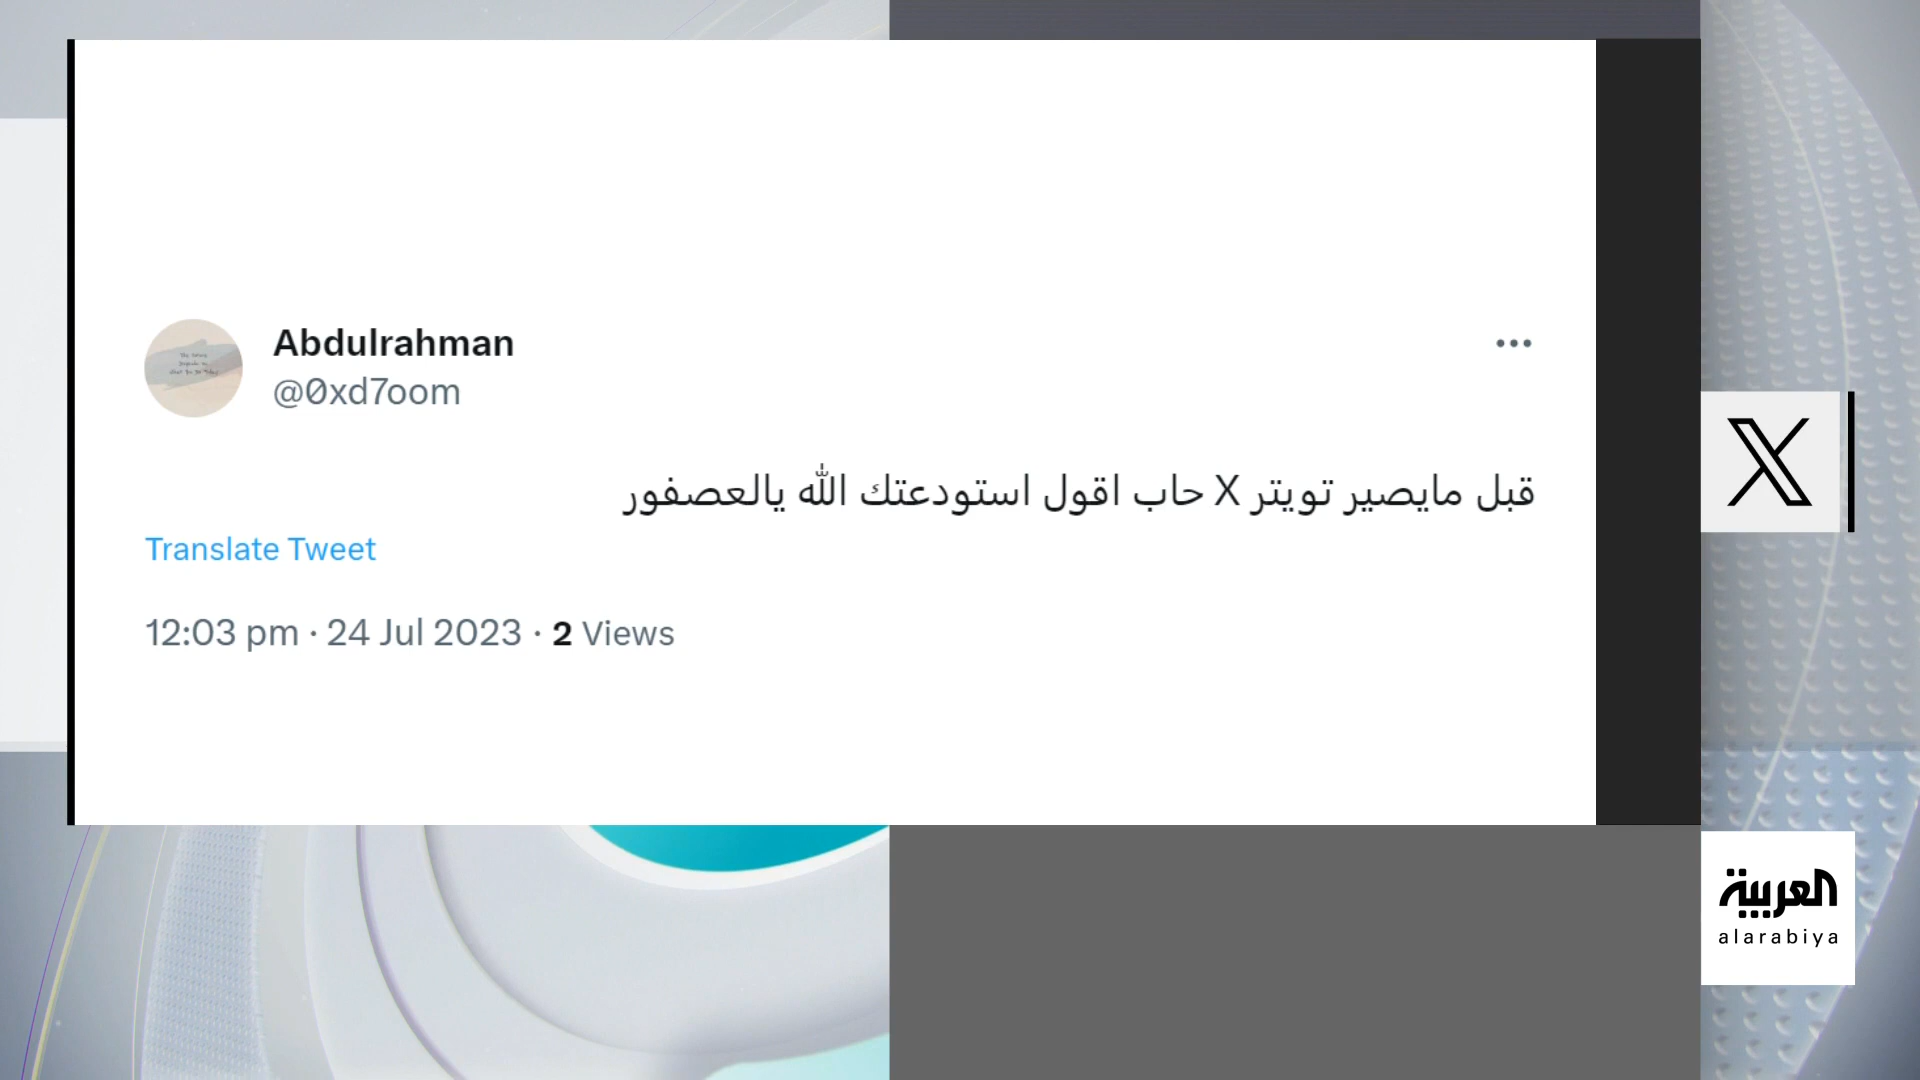 Abdulrahman
@0xd7oom
قبل مايصير تويتر X حاب اقول استودعتك الله يالعصفور
Translate Tweet
12:03 pm · 24 Jul 2023 · 2 Views
X
العربية
alarabiya